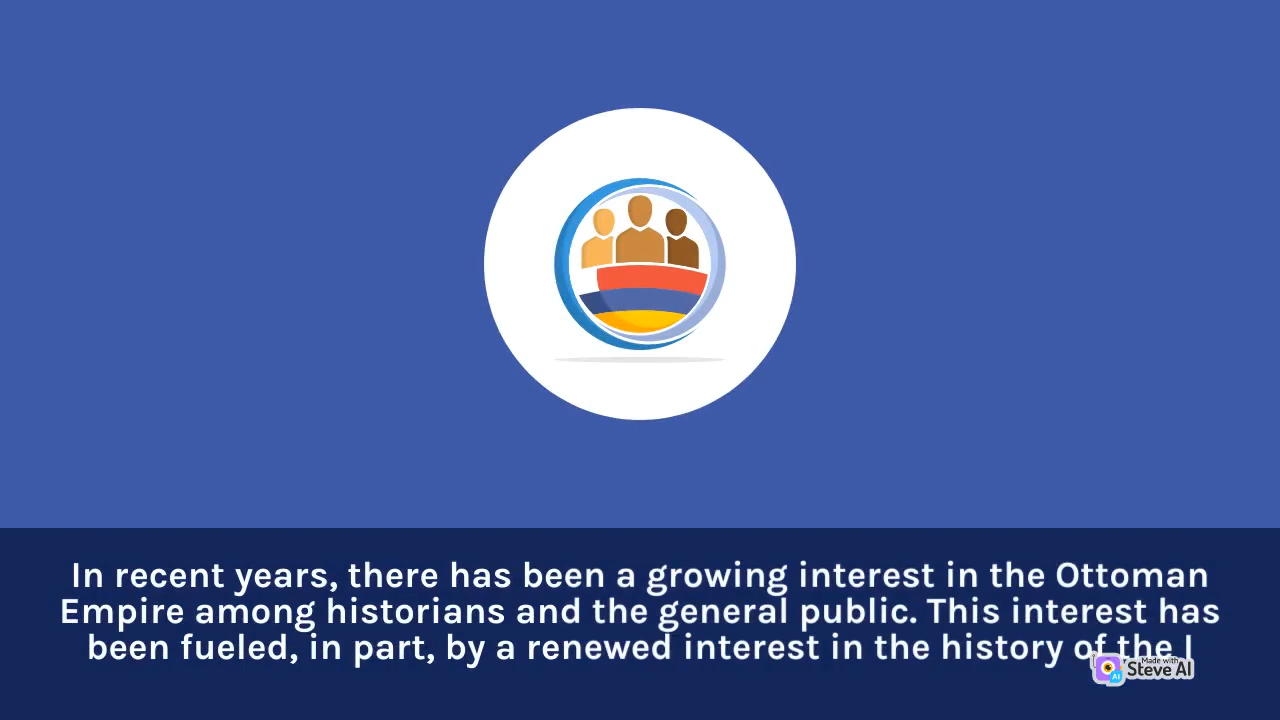 In recent years, there has been a growing interest in the Ottoman
Empire among historians and the general public. This interest has
been fueled, in part, by a renewed interest in the history of the
Made with
Steve AI
AI